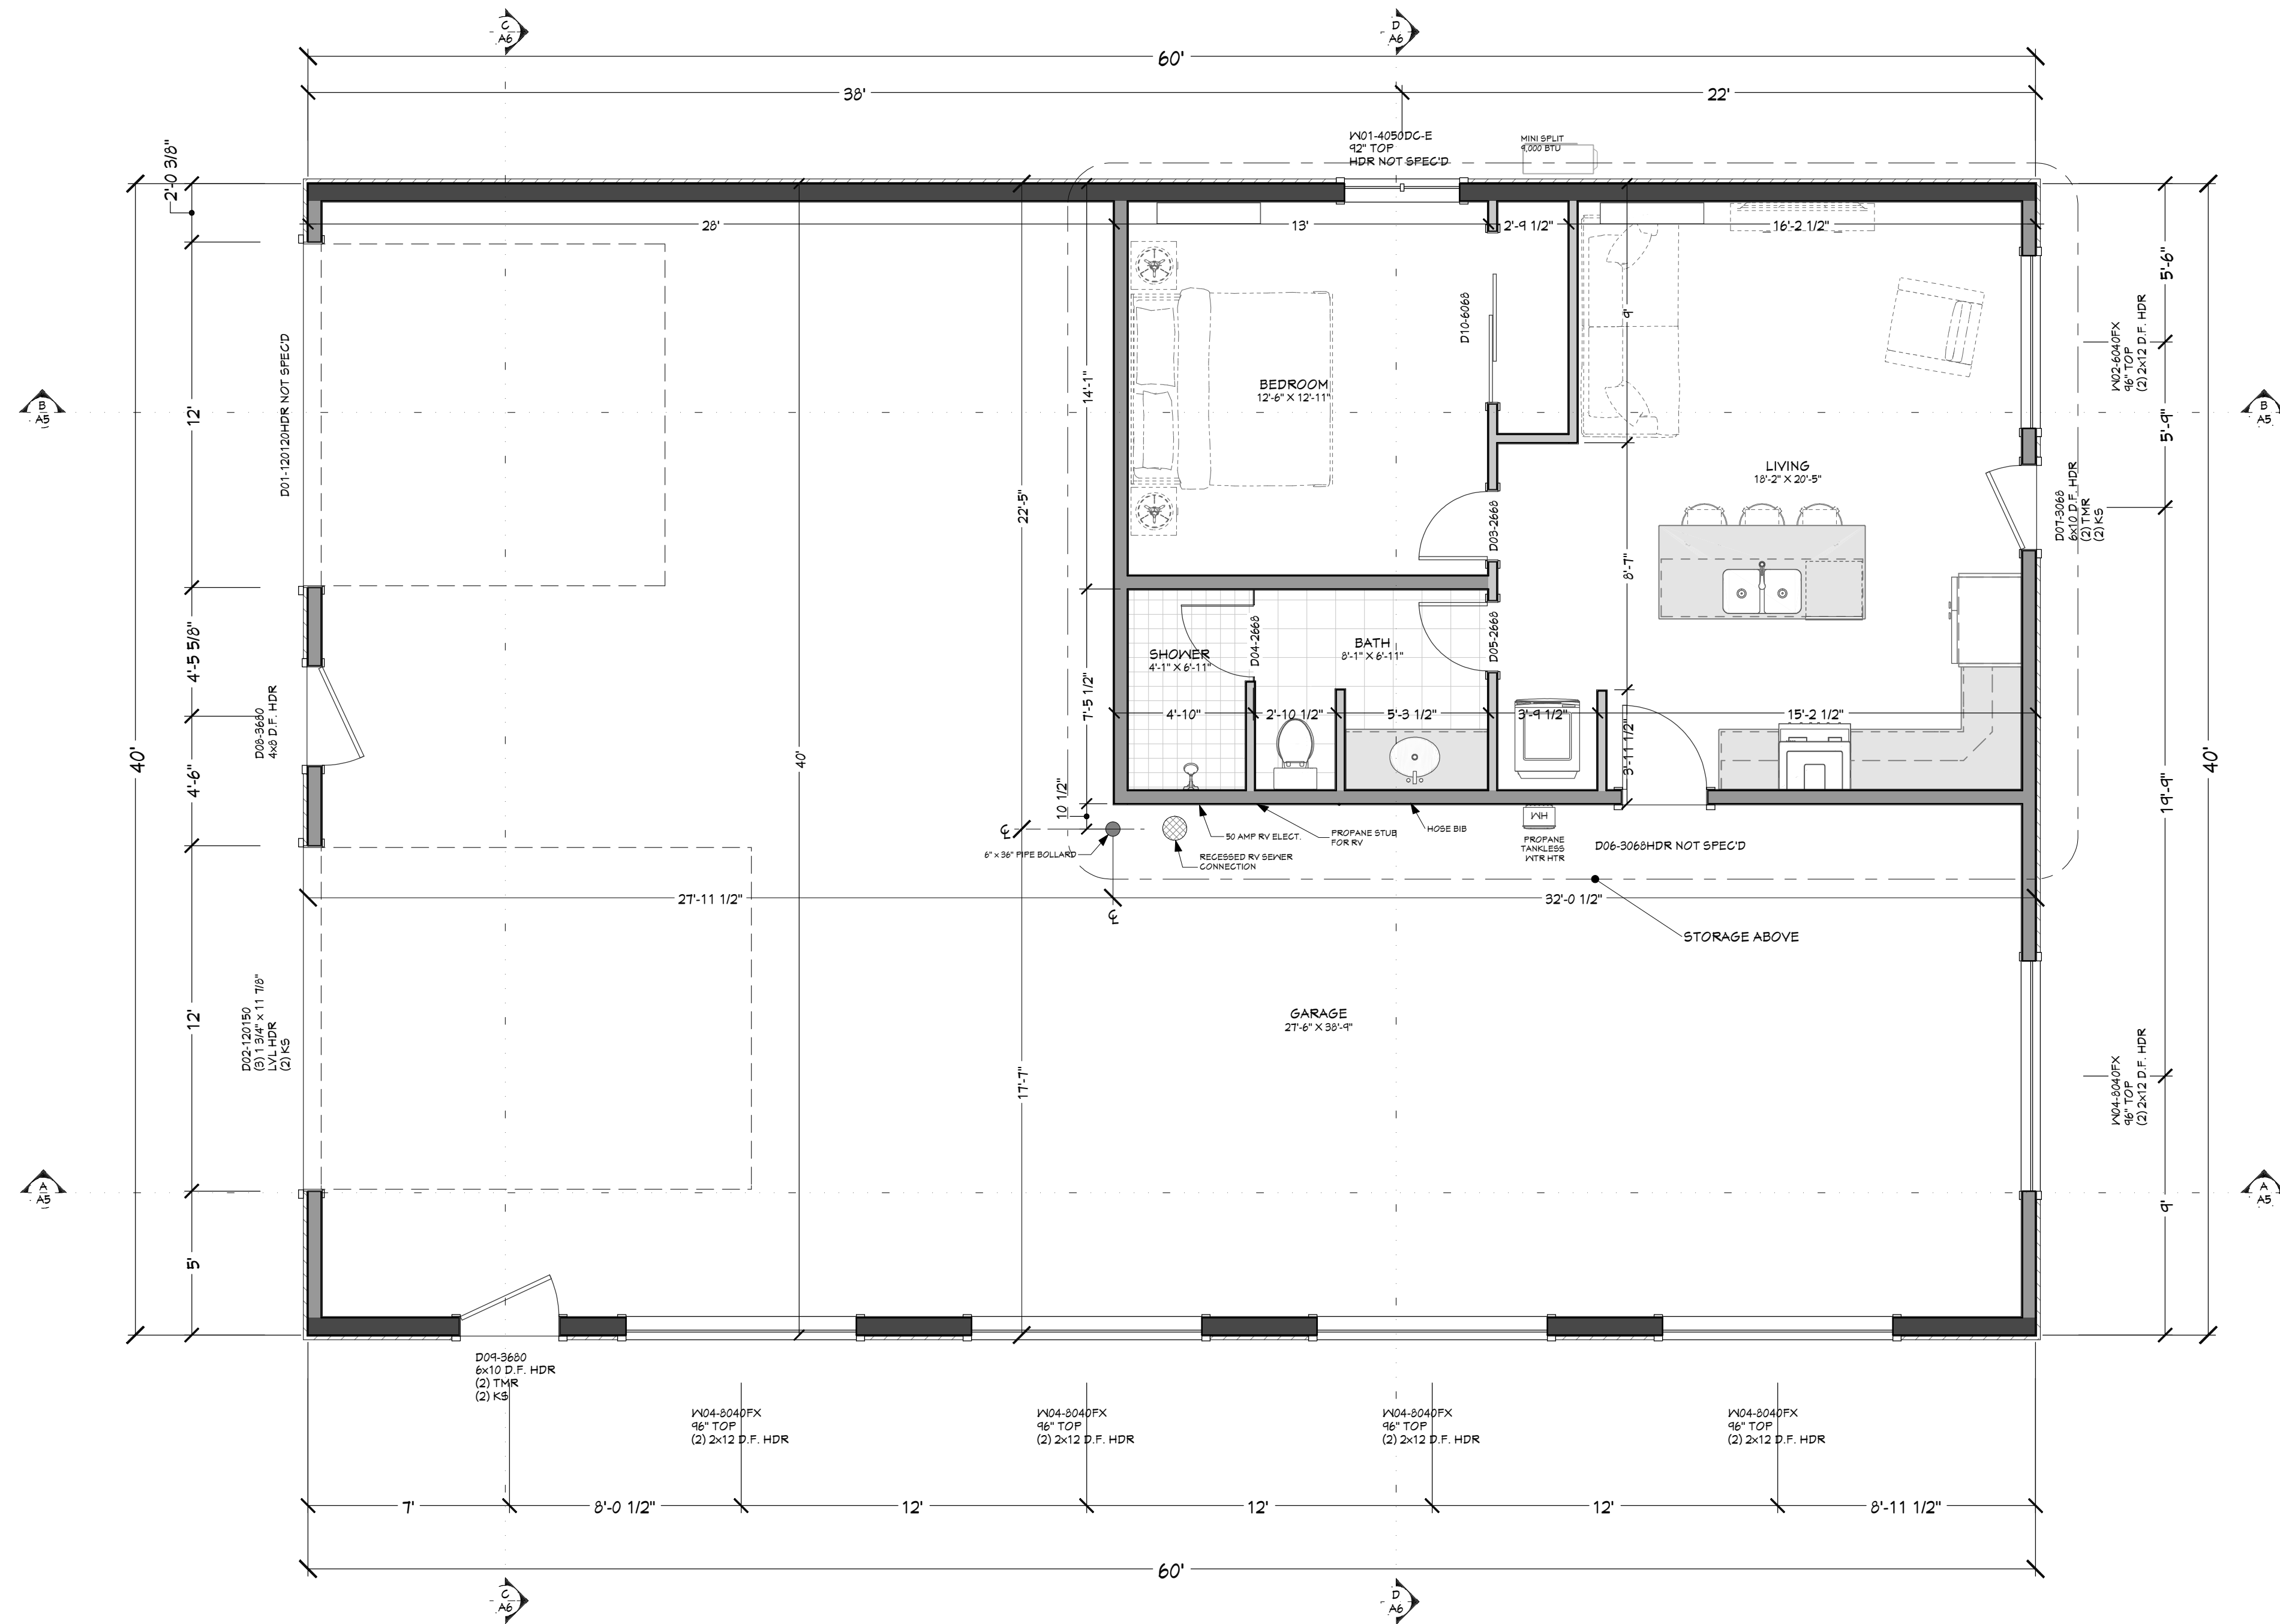 C
A6
D
A6
60'
38'
22'
W01-4050DC-E
92" TOP
HDR NOT SPEC'D
MINI SPLIT
9,000 BTU
2'-0 3/8"
28'
13'
2'-9 1/2"
16'-2 1/2"
5'-6"
W02-6040FX
96" TOP
(2) 2x12 D.F. HDR
D10-6068
9'
D01-120120HDR NOT SPEC'D
12'
14'-1"
BEDROOM
12'-6" X 12'-11"
B
A5
B
A5
5'-9"
LIVING
18'-2" X 20'-5"
22'-5"
D03-2668
8'-7"
D07-3068
6x10 D.F. HDR
(2) TMR
(2) KS
4'-5 5/8"
SHOWER
4'-1" X 6'-11"
D04-2668
BATH
8'-1" X 6'-11"
D05-2668
7'-5 1/2"
4'-10"
2'-10 1/2"
5'-3 1/2"
3'-9 1/2"
15'-2 1/2"
3'-11 1/2"
D08-3680
4x8 D.F. HDR
40'
4'-6"
40'
19'-9"
40'
10 1/2"
WH
6" x 36" PIPE BOLLARD
50 AMP RV ELECT.
PROPANE STUB
FOR RV
HOSE BIB
RECESSED RV SEWER
CONNECTION
PROPANE
TANKLESS
WTR HTR
D06-3068HDR NOT SPEC'D
27'-11 1/2"
32'-0 1/2"
STORAGE ABOVE
D02-120150
(3) 1 3/4" x 11 7/8"
LVL HDR
(2) KS
12'
GARAGE
27'-6" X 38'-9"
17'-7"
W04-8040FX
96" TOP
(2) 2x12 D.F. HDR
A
A5
A
A5
9'
5'
D09-3680
6x10 D.F. HDR
(2) TMR
(2) KS
W04-8040FX
96" TOP
(2) 2x12 D.F. HDR
W04-8040FX
96" TOP
(2) 2x12 D.F. HDR
W04-8040FX
96" TOP
(2) 2x12 D.F. HDR
W04-8040FX
96" TOP
(2) 2x12 D.F. HDR
7'
8'-0 1/2"
12'
12'
12'
8'-11 1/2"
60'
C
A6
D
A6